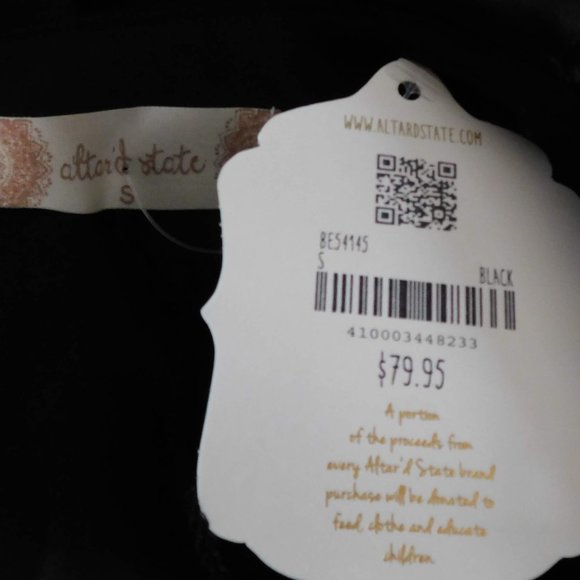 altar'd state
S
WWW.ALTARDSTATE.COM
BE54145
S
BLACK
410003448233
$79.95
A portion
of the proceeds from
every Altar'd State brand
purchase will be donated to
feed, clothe and educate
children.